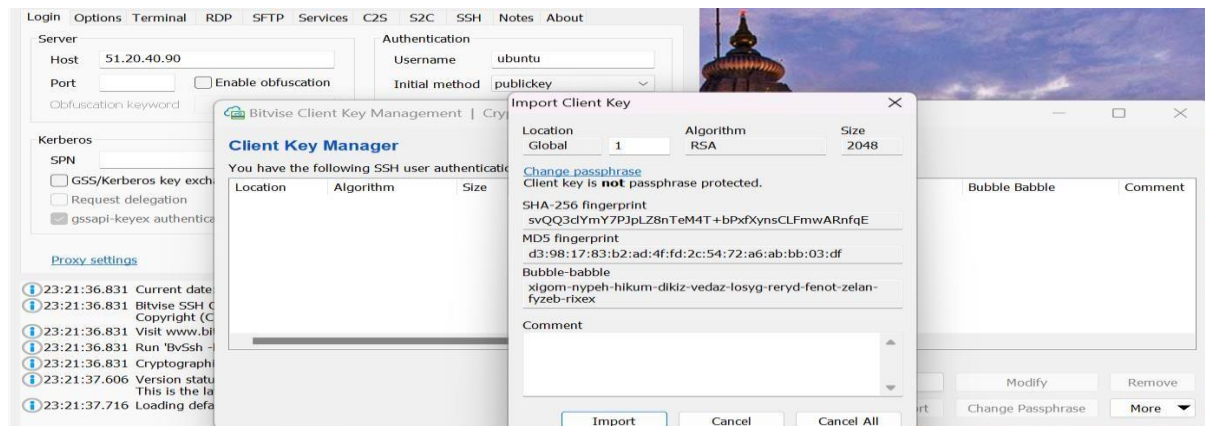 Login Options Terminal RDP SFTP Services C2S S2C SSH Notes About
Server
Host 51.20.40.90
Port Enable obfuscation
Obfuscation keyword
Kerberos
SPN
GSS/Kerberos key exch
Request delegation
gssapi-keyex authentica
Proxy settings
Authentication
Username ubuntu
Initial method publickey
23:21:36.831 Current date
23:21:36.831 Bitvise SSH C
Copyright (C
23:21:36.831 Visit www.bi
23:21:36.831 Run 'BvSsh -
23:21:36.831 Cryptographi
23:21:37.606 Version statu
This is the la
23:21:37.716 Loading defa
Bitvise Client Key Management | Cry
Client Key Manager
You have the following SSH user authenticatio
Location Algorithm Size Bubble Babble Comment
Modify Remove
rt Change Passphrase More
Import Client Key
Location Algorithm Size
Global 1 RSA 2048
Change passphrase
Client key is not passphrase protected.
SHA-256 fingerprint
svQQ3clYmY7PJpLZ8nTeM4T+bPxfXynsCLFmwARnfqE
MD5 fingerprint
d3:98:17:83:b2:ad:4f:fd:2c:54:72:a6:ab:bb:03:df
Bubble-babble
xigom-nypeh-hikum-dikiz-vedaz-losyg-reryd-fenot-zelan-
fyzeb-rixex
Comment
Import Cancel Cancel All